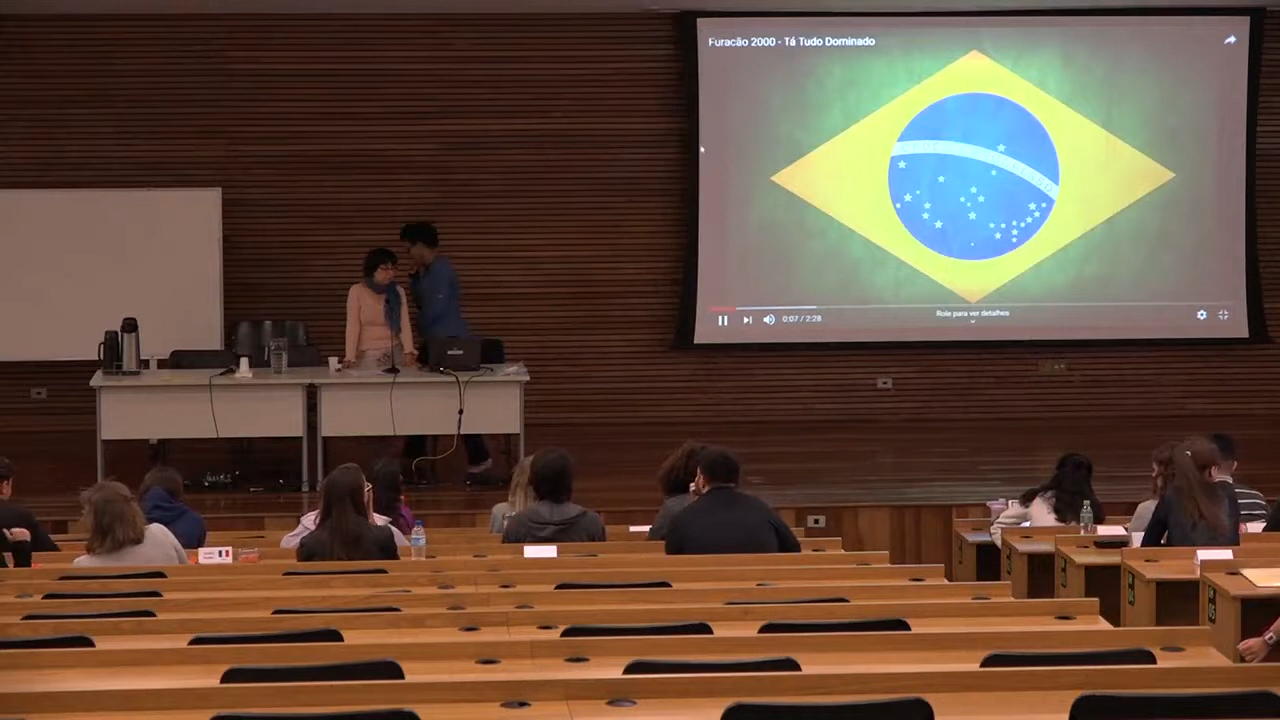 Furacão 2000 - Tá Tudo Dominado
0:07 / 2:28
Role para ver detalhes